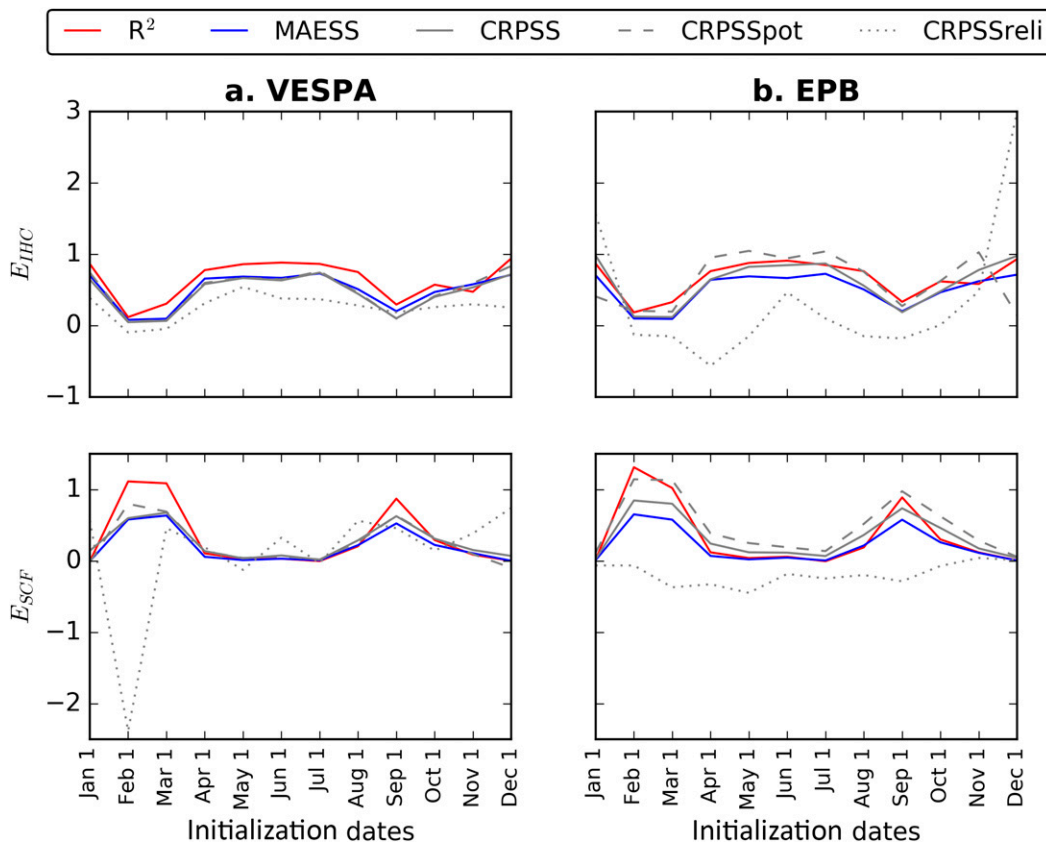 R² MAESS CRPSS CRPSSpot CRPSSreli
a. VESPA b. EPB
3
2
1
0
−1
E_IHC
1
0
−1
−2
E_SCF
Jan 1 Feb 1 Mar 1 Apr 1 May 1 Jun 1 Jul 1 Aug 1 Sep 1 Oct 1 Nov 1 Dec 1
Jan 1 Feb 1 Mar 1 Apr 1 May 1 Jun 1 Jul 1 Aug 1 Sep 1 Oct 1 Nov 1 Dec 1
Initialization dates Initialization dates